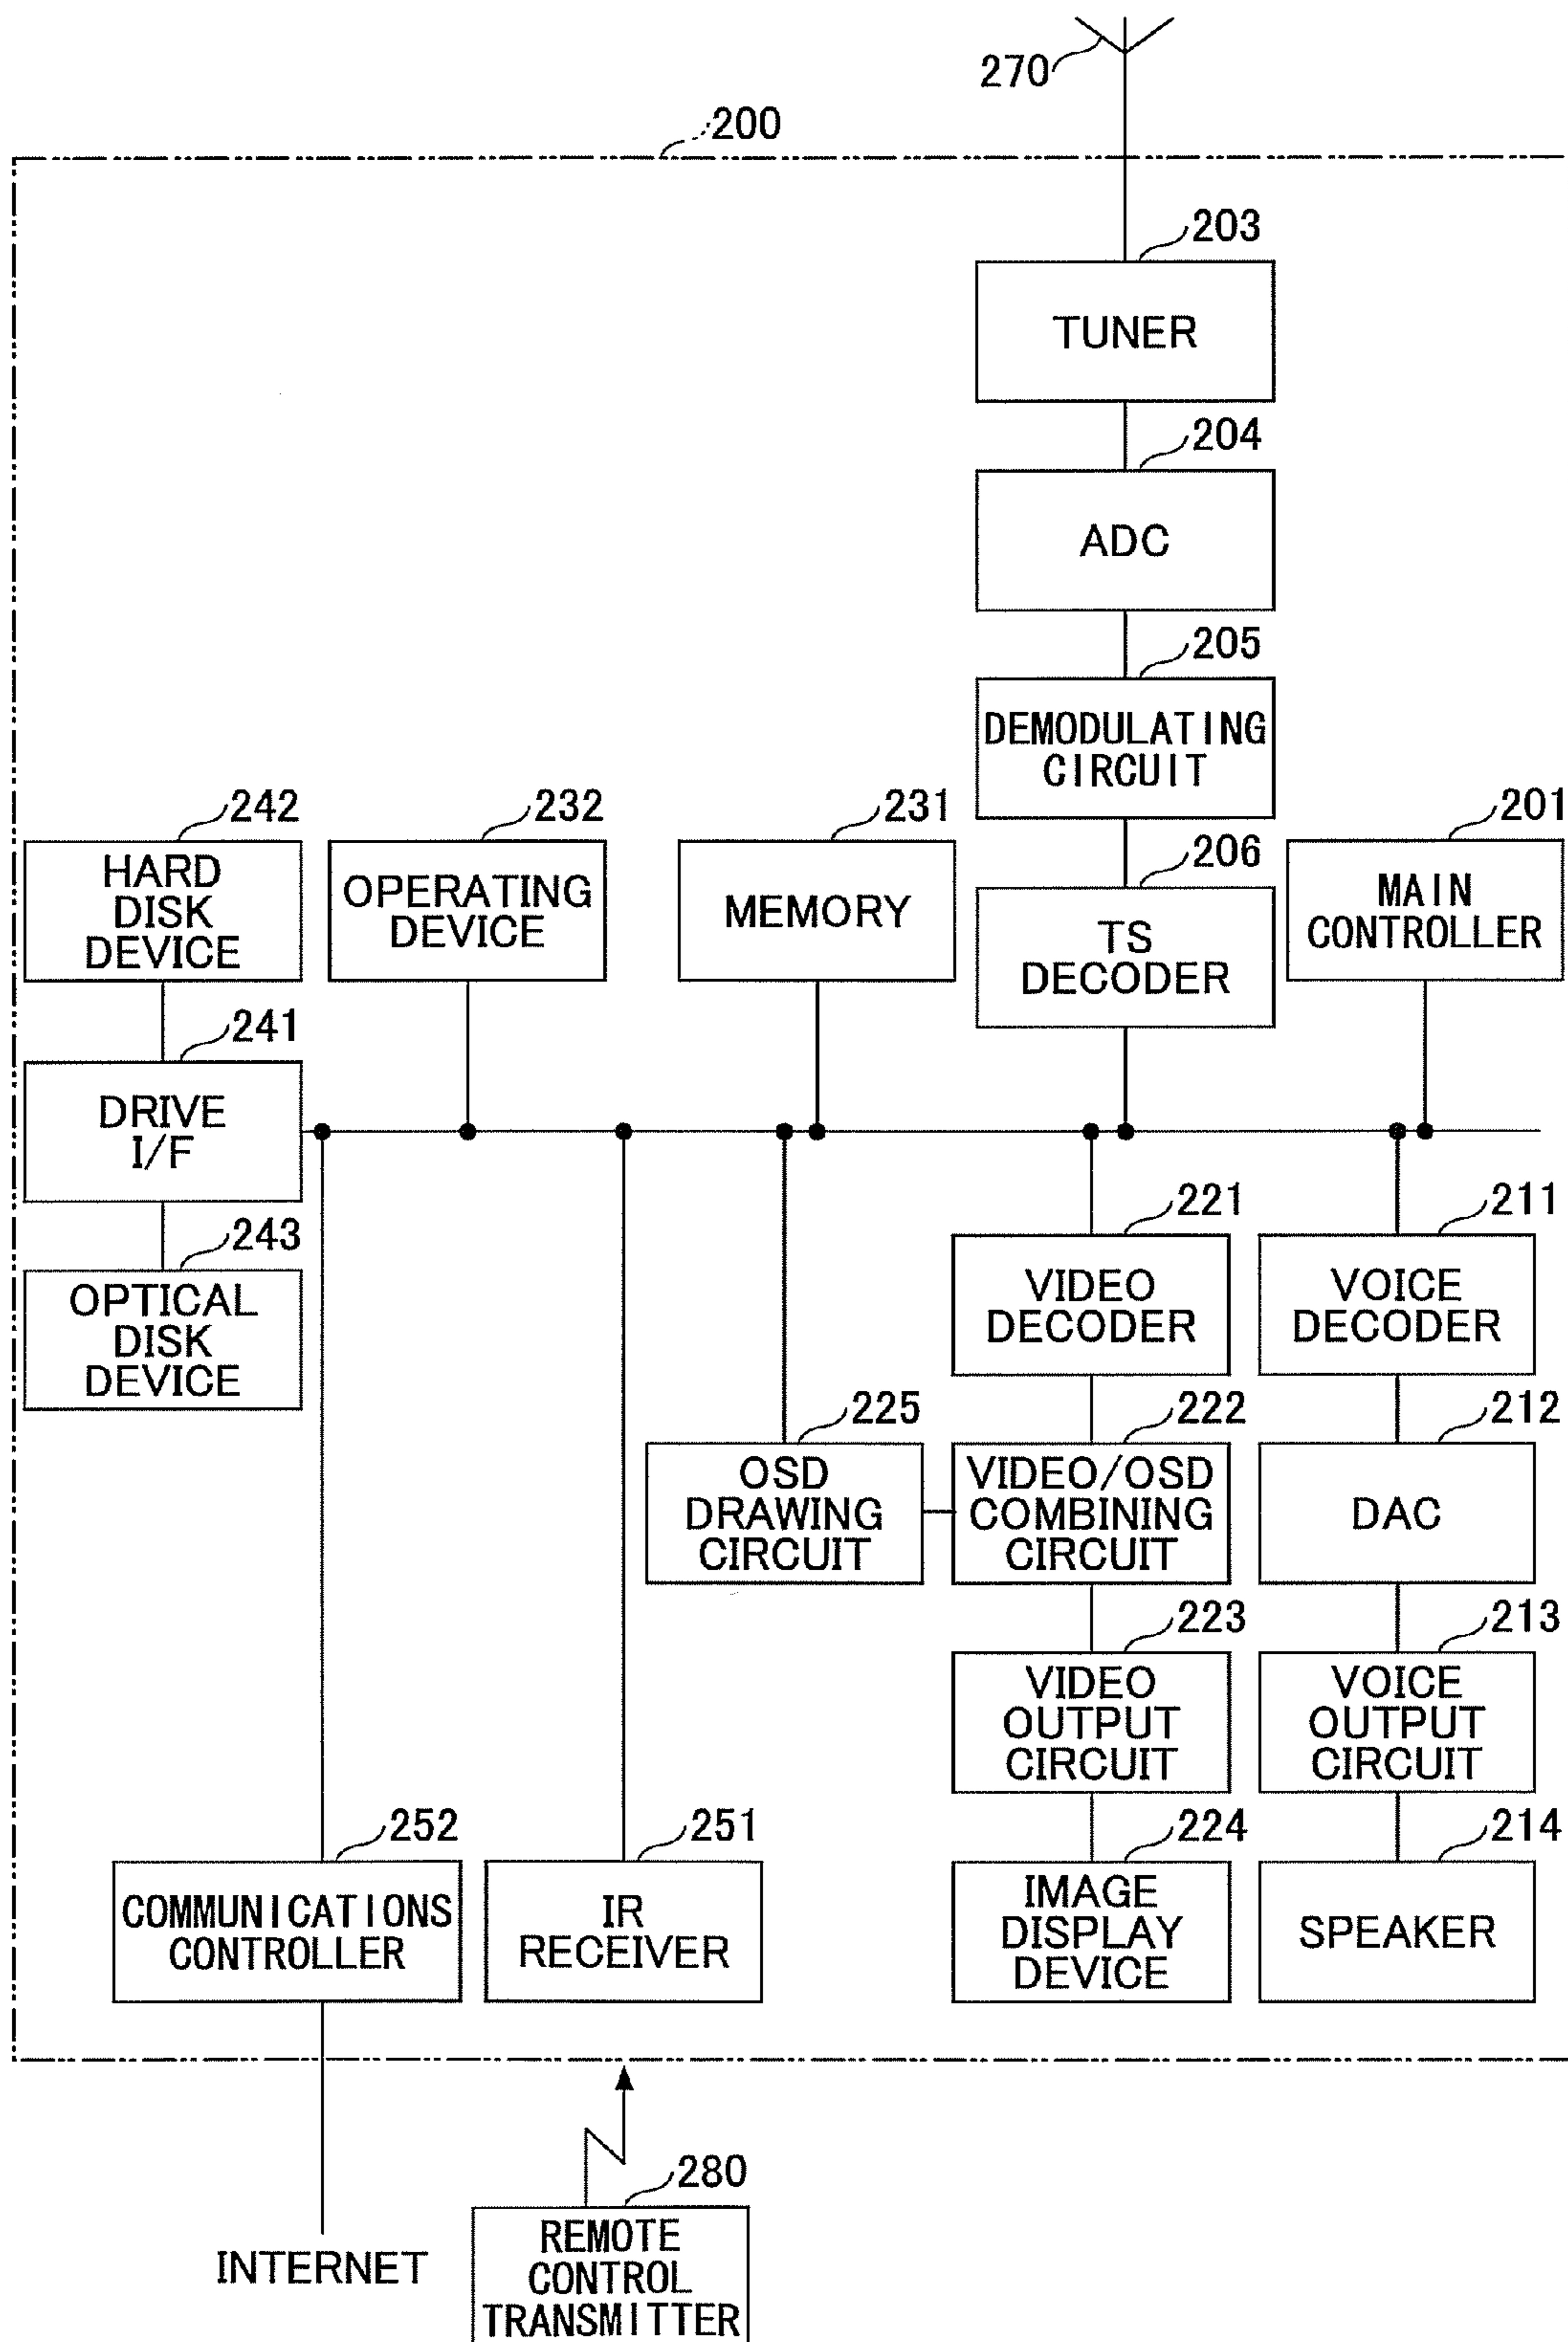 270
200
203
TUNER
204
ADC
205
DEMODULATING
CIRCUIT
242
HARD
DISK
DEVICE
232
OPERATING
DEVICE
231
MEMORY
206
TS
DECODER
201
MAIN
CONTROLLER
241
DRIVE
I/F
243
OPTICAL
DISK
DEVICE
221
VIDEO
DECODER
211
VOICE
DECODER
225
OSD
DRAWING
CIRCUIT
222
VIDEO/OSD
COMBINING
CIRCUIT
212
DAC
223
VIDEO
OUTPUT
CIRCUIT
213
VOICE
OUTPUT
CIRCUIT
252
COMMUNICATIONS
CONTROLLER
251
IR
RECEIVER
224
IMAGE
DISPLAY
DEVICE
214
SPEAKER
INTERNET
280
REMOTE
CONTROL
TRANSMITTER